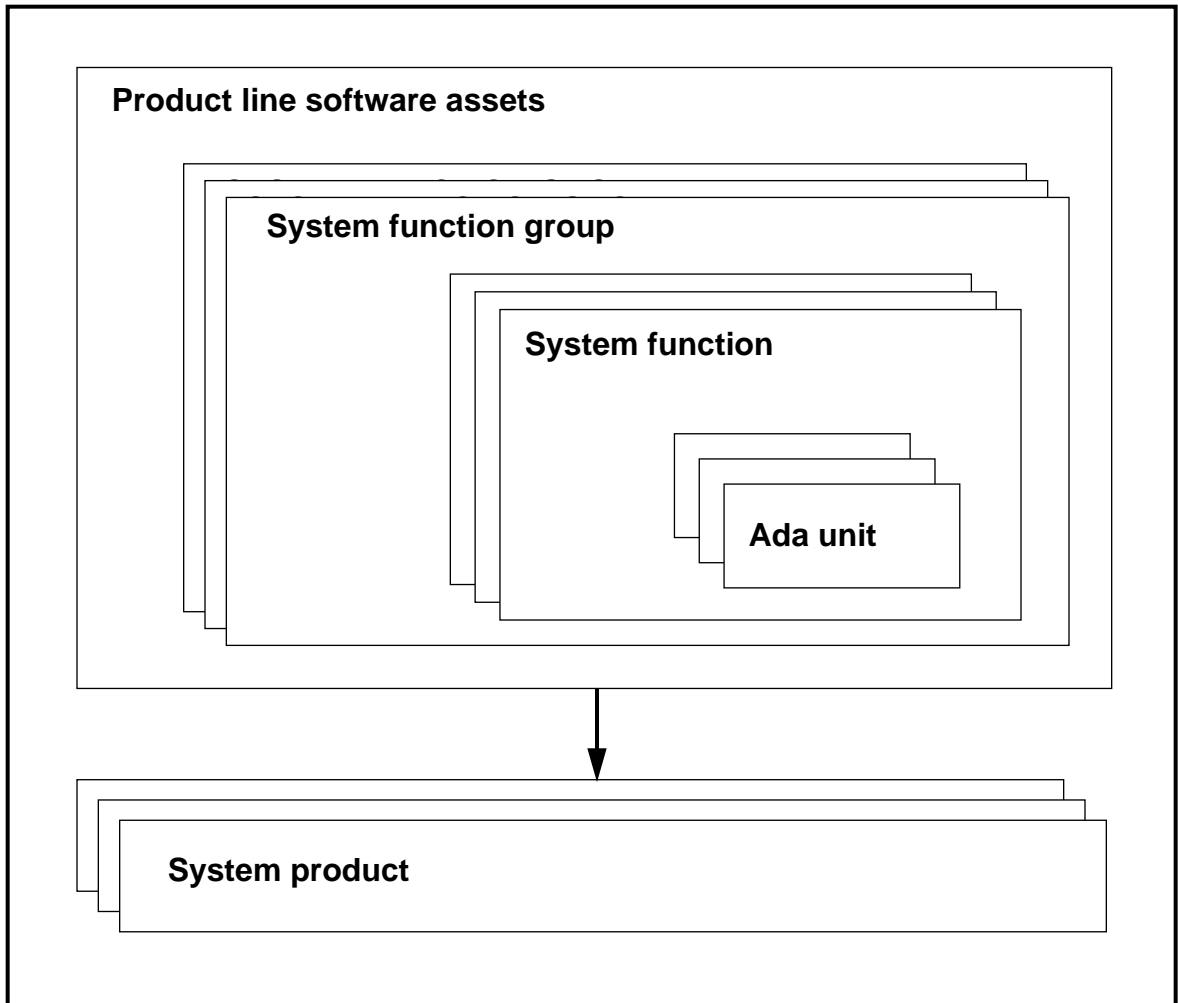 Product line software assets
System function group
System function
Ada unit
System product